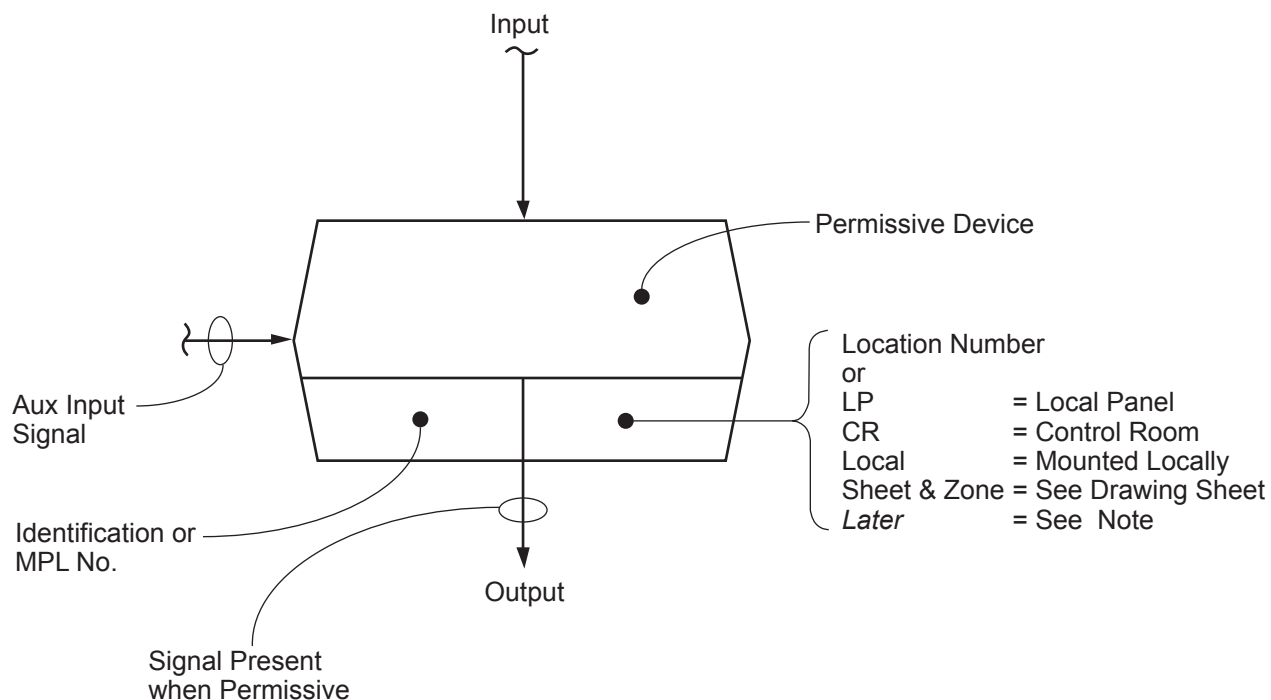 Input
Permissive Device
Location Number
or
LP = Local Panel
CR = Control Room
Local = Mounted Locally
Sheet & Zone = See Drawing Sheet
Later = See Note
Aux Input
Signal
Identification or
MPL No.
Output
Signal Present
when Permissive